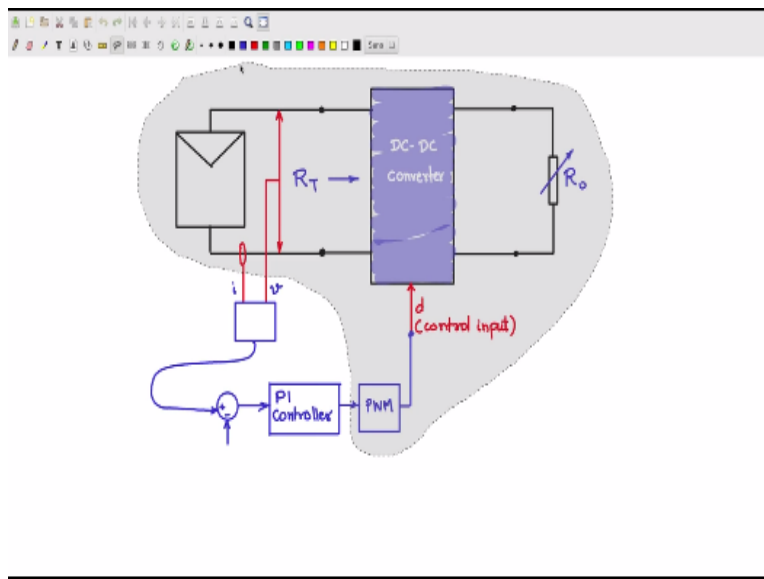 DC-DC
Converter
R_T
R_o
i
v
d
(control input)
+
-
PI
Controller
PWM